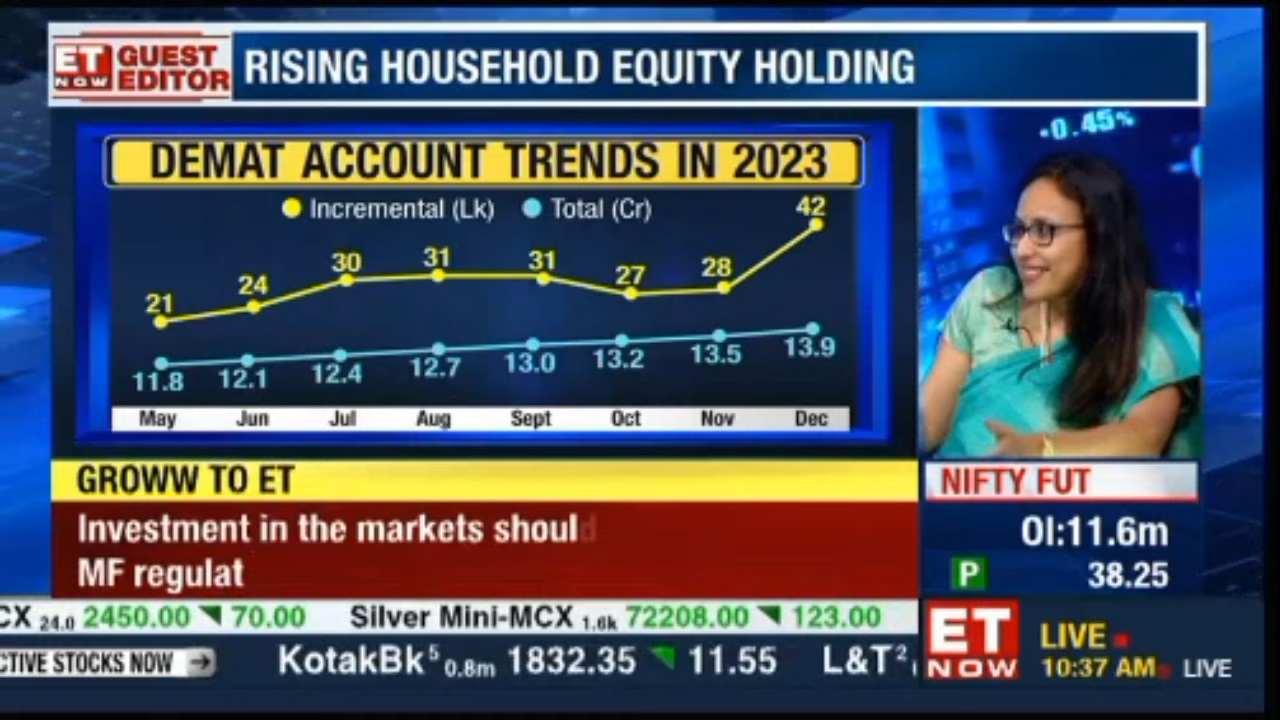 ET NOW GUEST EDITOR
RISING HOUSEHOLD EQUITY HOLDING
-0.45%
DEMAT ACCOUNT TRENDS IN 2023
Incremental (Lk) Total (Cr)
21 24 30 31 31 27 28 42
11.8 12.1 12.4 12.7 13.0 13.2 13.5 13.9
May Jun Jul Aug Sept Oct Nov Dec
GROWW TO ET
Investment in the markets should
MF regulat
NIFTY FUT
OI:11.6m
P 38.25
CX 24.0 2450.00 70.00 Silver Mini-MCX 1.6k 72208.00 123.00
CTIVE STOCKS NOW KotakBk 5 0.8m 1832.35 11.55 L&T 2
ET NOW
LIVE
10:37 AM
LIVE